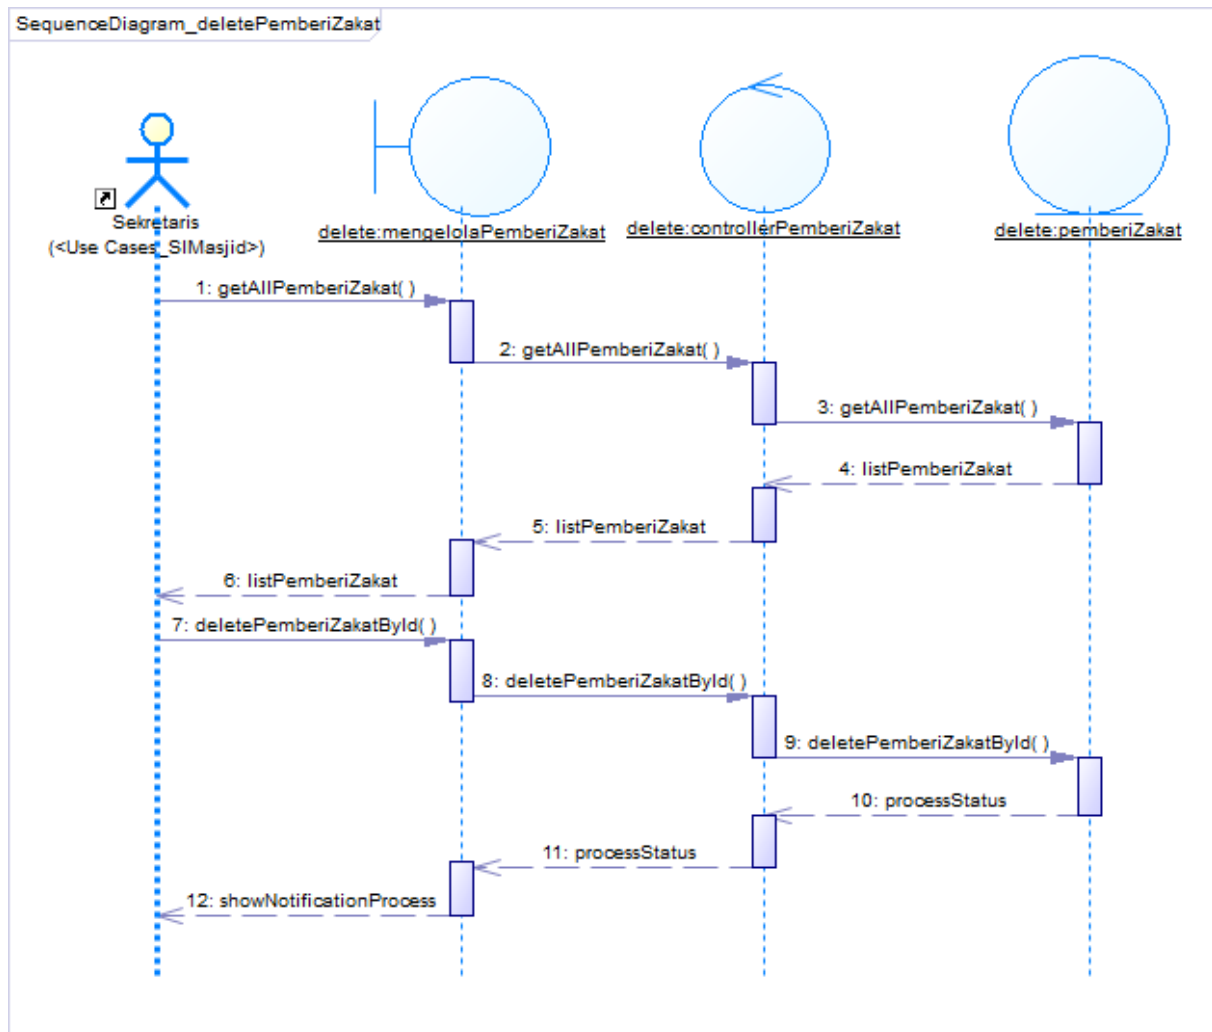 SequenceDiagram_deletePemberiZakat
Sekretaris
(<Use Cases_SIMasjid>)
delete:mengelolaPemberiZakat
delete:controllerPemberiZakat
delete:pemberiZakat
1: getAllPemberiZakat( )
2: getAllPemberiZakat( )
3: getAllPemberiZakat( )
4: listPemberiZakat
5: listPemberiZakat
6: listPemberiZakat
7: deletePemberiZakatById( )
8: deletePemberiZakatById( )
9: deletePemberiZakatById( )
10: processStatus
11: processStatus
12: showNotificationProcess